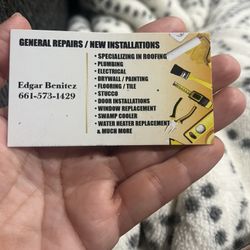 GENERAL REPAIRS / NEW INSTALLATIONS
Edgar Benitez
661-573-1429
• SPECIALIZING IN ROOFING
• PLUMBING
• ELECTRICAL
• DRYWALL / PAINTING
• FLOORING / TILE
• STUCCO
• DOOR INSTALLATIONS
• WINDOW REPLACEMENT
• SWAMP COOLER
• WATER HEATER REPLACEMENT
& MUCH MORE